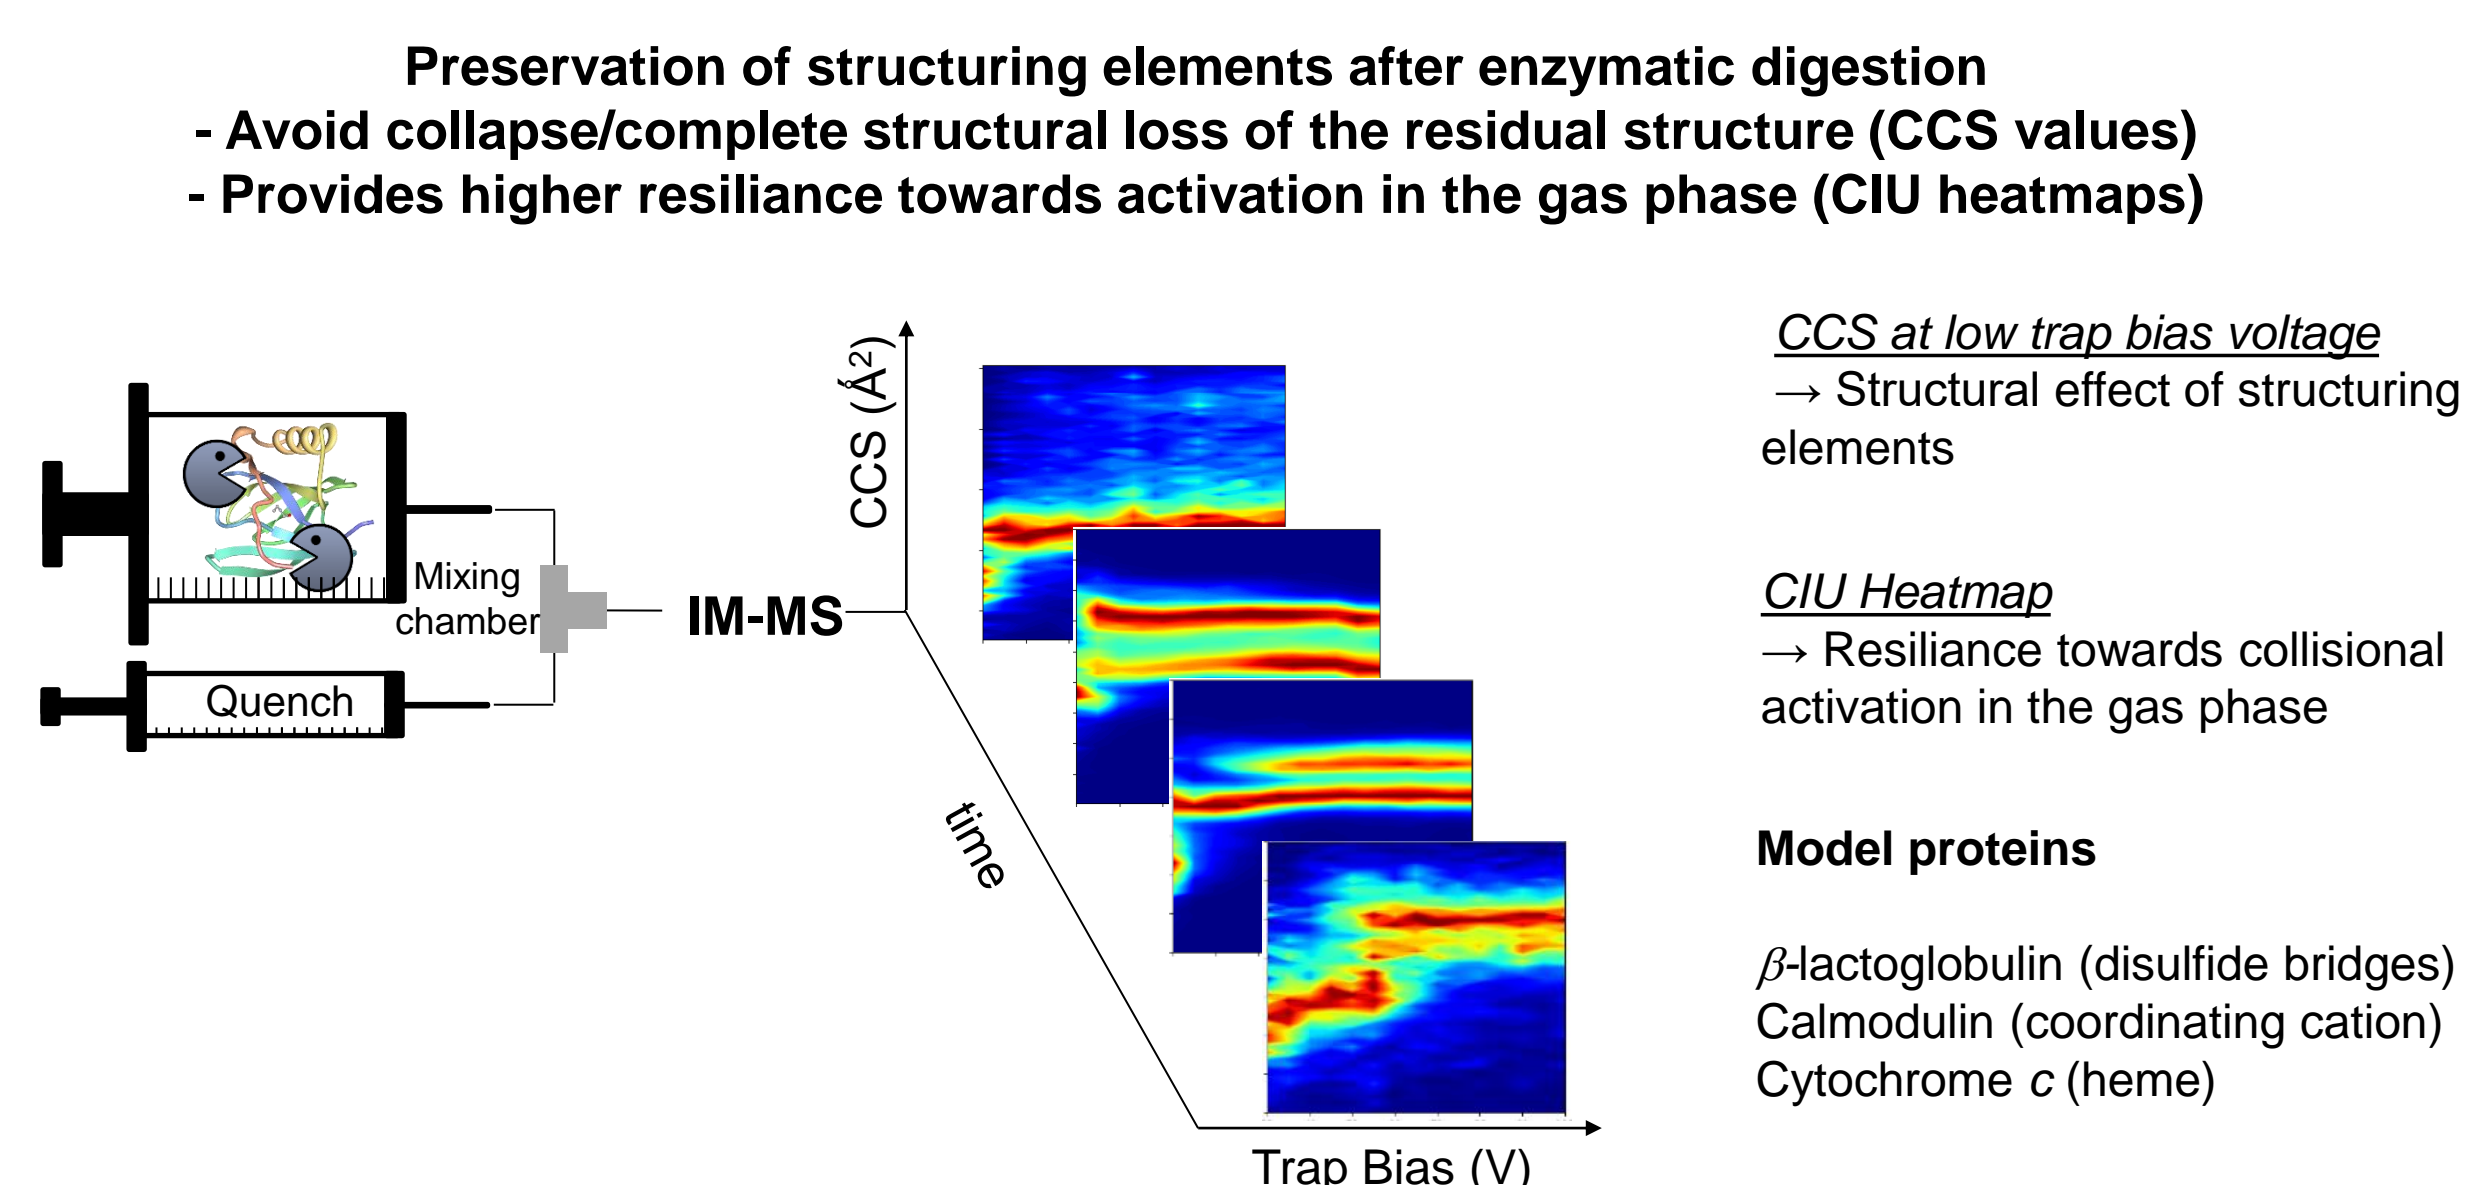 Preservation of structuring elements after enzymatic digestion
- Avoid collapse/complete structural loss of the residual structure (CCS values)
- Provides higher resiliance towards activation in the gas phase (CIU heatmaps)
Mixing
chamber
Quench
IM-MS
CCS (Å²)
time
Trap Bias (V)
CCS at low trap bias voltage
→ Structural effect of structuring
elements
CIU Heatmap
→ Resiliance towards collisional
activation in the gas phase
Model proteins
β-lactoglobulin (disulfide bridges)
Calmodulin (coordinating cation)
Cytochrome c (heme)